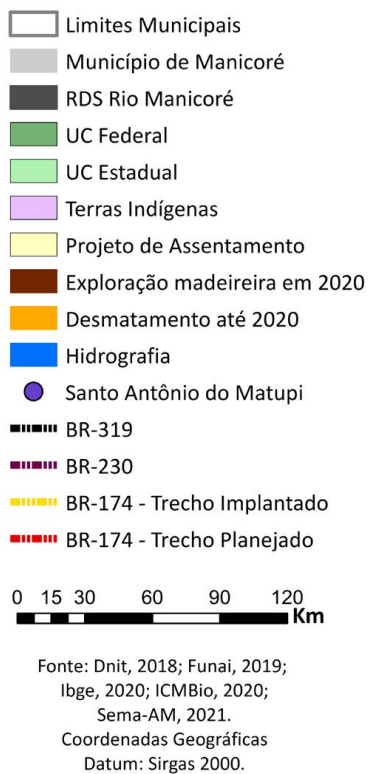 Limites Municipais
Município de Manicoré
RDS Rio Manicoré
UC Federal
UC Estadual
Terras Indígenas
Projeto de Assentamento
Exploração madeireira em 2020
Desmatamento até 2020
Hidrografia
Santo Antônio do Matupi
BR-319
BR-230
BR-174 - Trecho Implantado
BR-174 - Trecho Planejado
0 15 30 60 90 120
Km
Fonte: Dnit, 2018; Funai, 2019;
Ibge, 2020; ICMBio, 2020;
Sema-AM, 2021.
Coordenadas Geográficas
Datum: Sirgas 2000.